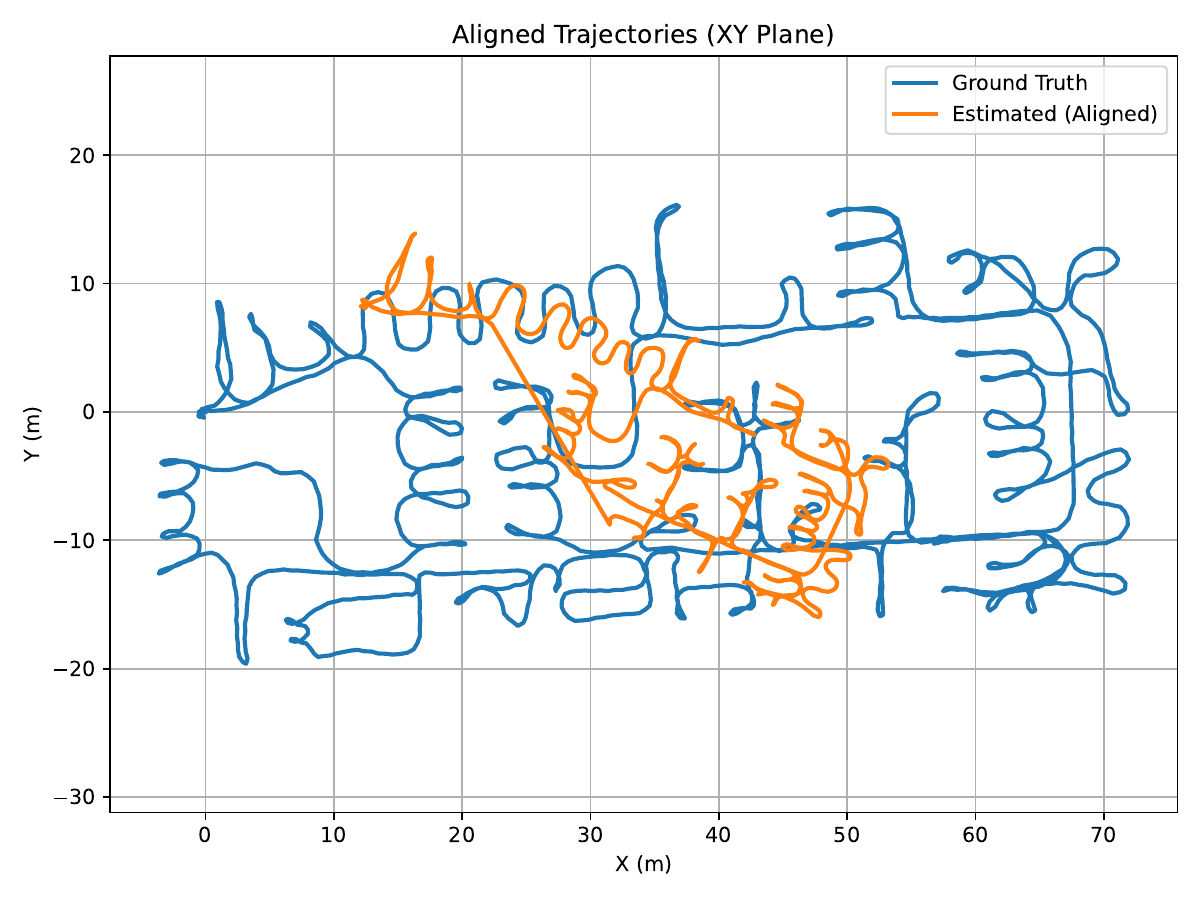 Aligned Trajectories (XY Plane)
Ground Truth
Estimated (Aligned)
20
10
0
−10
−20
−30
Y (m)
0 10 20 30 40 50 60 70
X (m)